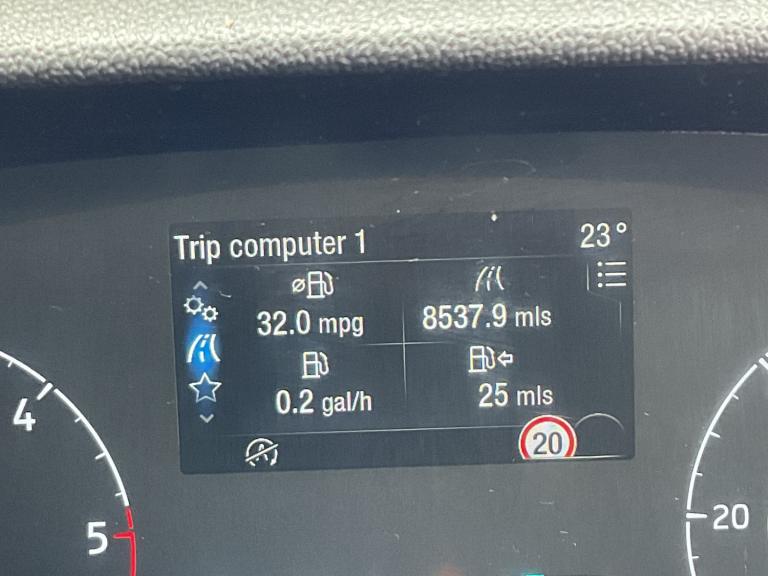 Trip computer 1 23°
32.0 mpg 8537.9 mls
0.2 gal/h 25 mls
20
4
5
20